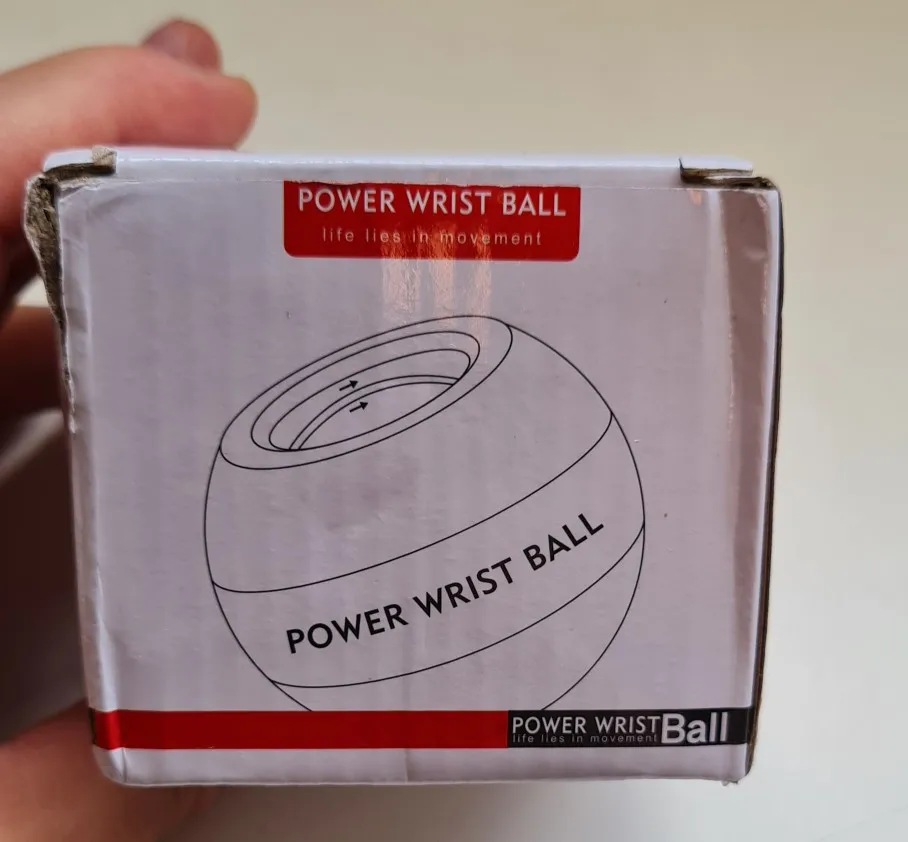 POWER WRIST BALL
life lies in movement
POWER WRIST BALL
POWER WRIST Ball
life lies in movement